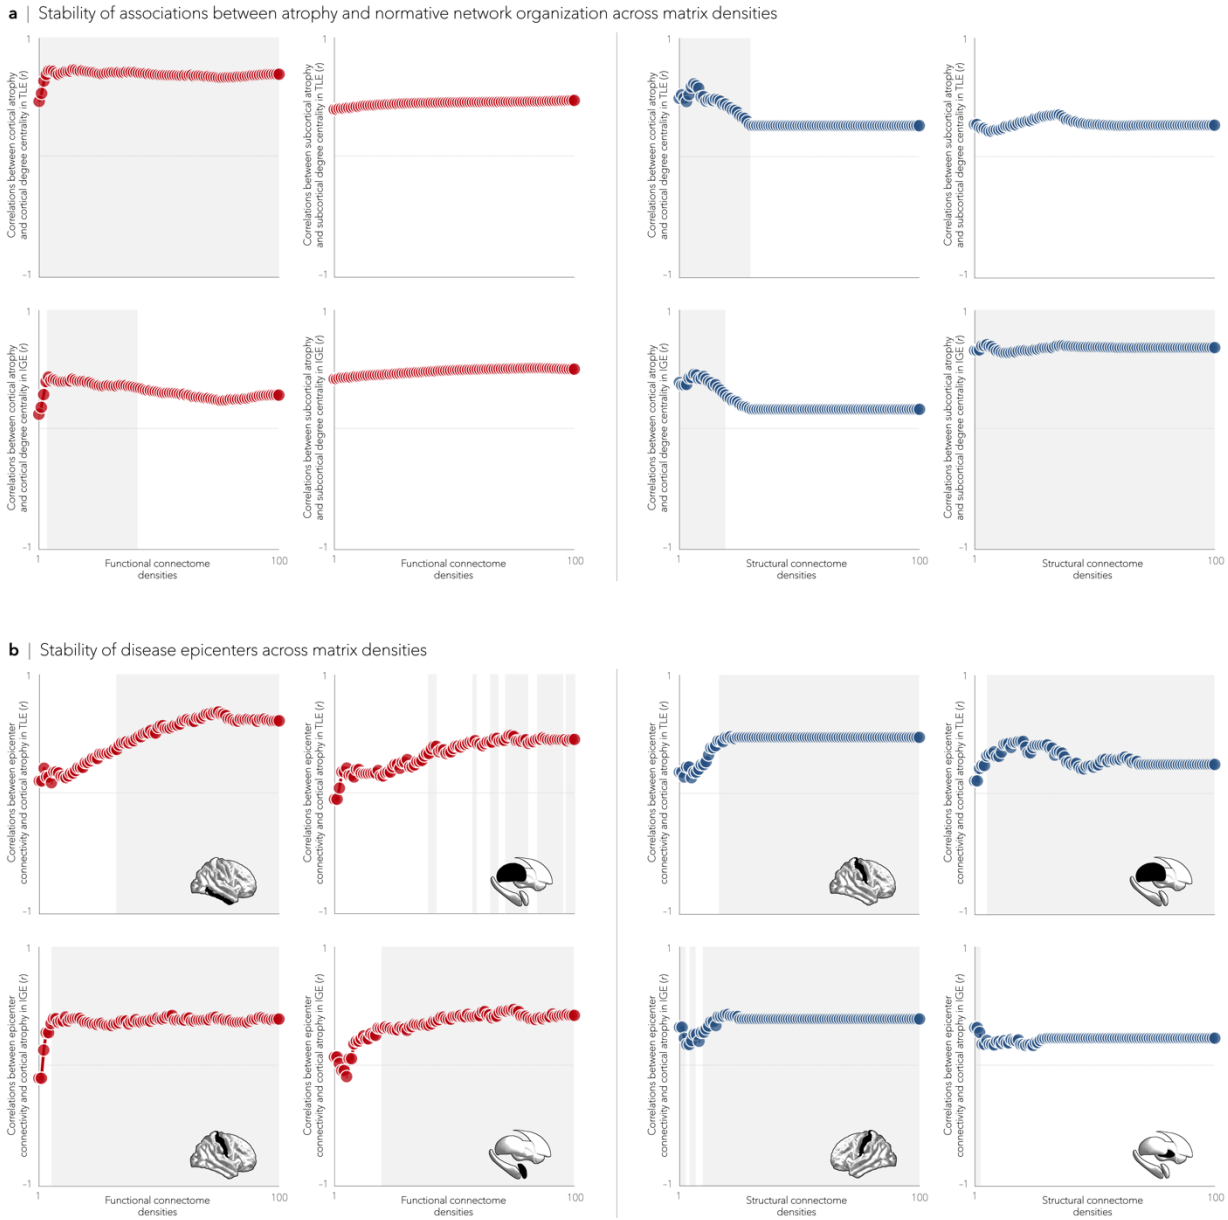 a | Stability of associations between atrophy and normative network organization across matrix densities
1
Correlations between cortical atrophy
and cortical degree centrality in TLE (r)
−1
1
Correlations between subcortical atrophy
and subcortical degree centrality in TLE (r)
−1
1
Correlations between cortical atrophy
and cortical degree centrality in TLE (r)
−1
1
Correlations between subcortical atrophy
and subcortical degree centrality in TLE (r)
−1
1
Correlations between cortical atrophy
and cortical degree centrality in IGE (r)
−1
1 100
Functional connectome
densities
1
Correlations between subcortical atrophy
and subcortical degree centrality in IGE (r)
−1
1 100
Functional connectome
densities
1
Correlations between cortical atrophy
and cortical degree centrality in IGE (r)
−1
1 100
Structural connectome
densities
1
Correlations between subcortical atrophy
and subcortical degree centrality in IGE (r)
−1
1 100
Structural connectome
densities
b | Stability of disease epicenters across matrix densities
1
Correlations between epicenter
connectivity and cortical atrophy in TLE (r)
−1
1
Correlations between epicenter
connectivity and cortical atrophy in TLE (r)
−1
1
Correlations between epicenter
connectivity and cortical atrophy in TLE (r)
−1
1
Correlations between epicenter
connectivity and cortical atrophy in TLE (r)
−1
1
Correlations between epicenter
connectivity and cortical atrophy in IGE (r)
−1
1 100
Functional connectome
densities
1
Correlations between epicenter
connectivity and cortical atrophy in IGE (r)
−1
1 100
Functional connectome
densities
1
Correlations between epicenter
connectivity and cortical atrophy in IGE (r)
−1
1 100
Structural connectome
densities
1
Correlations between epicenter
connectivity and cortical atrophy in IGE (r)
−1
1 100
Structural connectome
densities